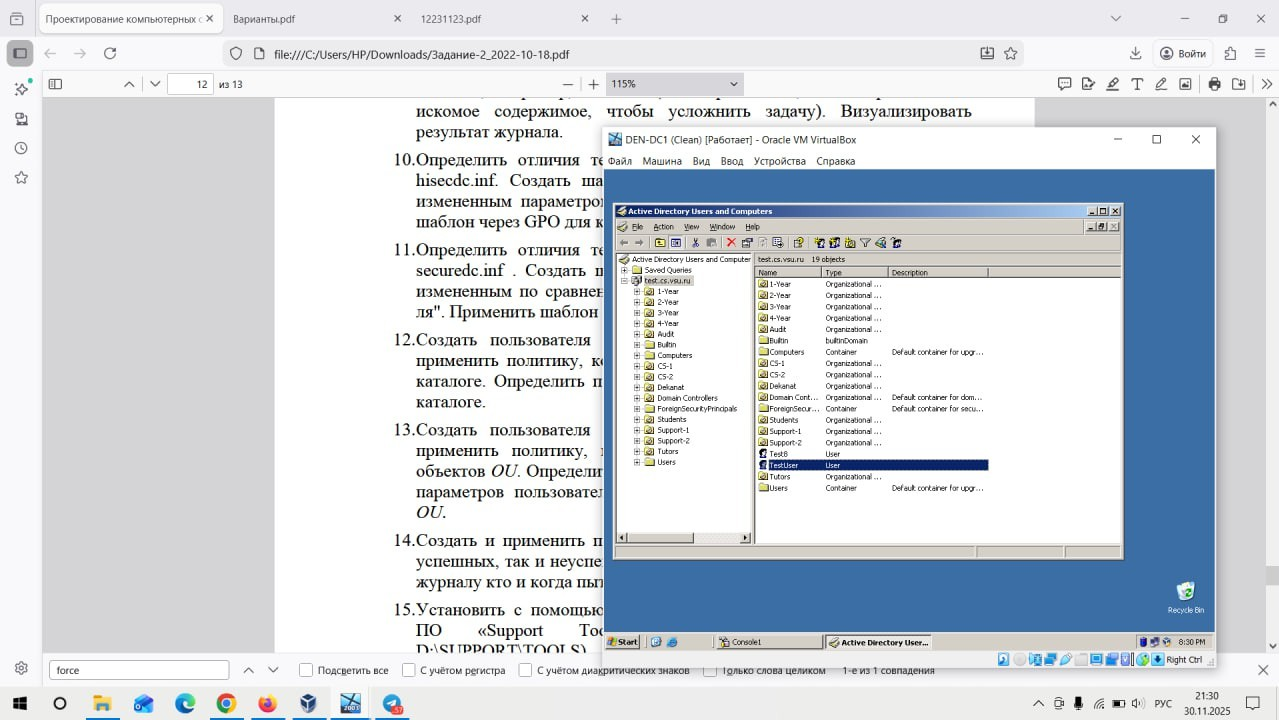 Проектирование компьютерных с
Варианты.pdf
12231123.pdf
file:///C:/Users/HP/Downloads/Задание-2_2022-10-18.pdf
Войти
12 из 13
115%
искомое содержимое, чтобы усложнить задачу). Визуализировать
результат журнала.
10.Определить отличия те
hisecdc.inf. Создать ша
измененным параметро
шаблон через GPO для к
11.Определить отличия те
securedc.inf . Создать п
измененным по сравнен
ля". Применить шаблон
12.Создать пользователя
применить политику, к
каталоге. Определить п
каталоге.
13.Создать пользователя
применить политику,
объектов OU. Определит
параметров пользовател
OU.
14.Создать и применить п
успешных, так и неуспе
журналу кто и когда пыт
15.Установить с помощью
ПО «Support Too
D:\SUPPORT\TOOLS)
DEN-DC1 (Clean) [Работает] - Oracle VM VirtualBox
Файл Машина Вид Ввод Устройства Справка
Active Directory Users and Computers
File Action View Window Help
Active Directory Users and Computer
Saved Queries
test.cs.vsu.ru
1-Year
2-Year
3-Year
4-Year
Audit
Builtin
Computers
CS-1
CS-2
Dekanat
Domain Controllers
ForeignSecurityPrincipals
Students
Support-1
Support-2
Tutors
Users
test.cs.vsu.ru 19 objects
Name Type Description
1-Year Organizational ...
2-Year Organizational ...
3-Year Organizational ...
4-Year Organizational ...
Audit Organizational ...
Builtin builtinDomain
Computers Container Default container for upgr...
CS-1 Organizational ...
CS-2 Organizational ...
Dekanat Organizational ...
Domain Cont... Organizational ... Default container for dom...
ForeignSecur... Container Default container for secu...
Students Organizational ...
Support-1 Organizational ...
Support-2 Organizational ...
Test8 User
TestUser User
Tutors Organizational ...
Users Container Default container for upgr...
Recycle Bin
Start
Console1
Active Directory User...
8:30 PM
Right Ctrl
force
Подсветить все
С учётом регистра
С учётом диакритических знаков
Только слова целиком
1-е из 1 совпадения
РУС
21:30
30.11.2025